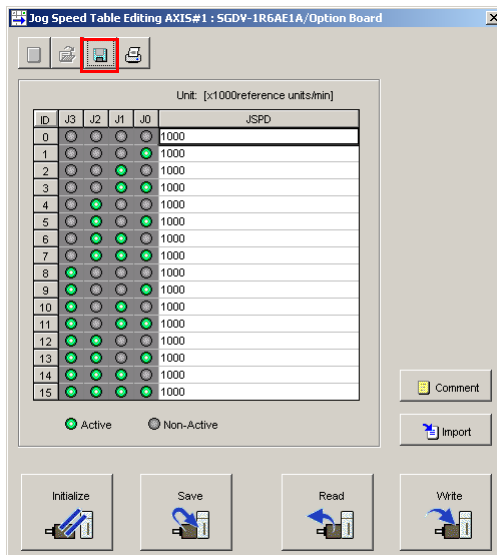 Jog Speed Table Editing AXIS#1 : SGDV-1R6AE1A/Option Board
Unit: [×1000reference units/min]
ID J3 J2 J1 J0 JSPD
0 1000
1 1000
2 1000
3 1000
4 1000
5 1000
6 1000
7 1000
8 1000
9 1000
10 1000
11 1000
12 1000
13 1000
14 1000
15 1000
Active Non-Active
Comment
Import
Initialize Save Read Write